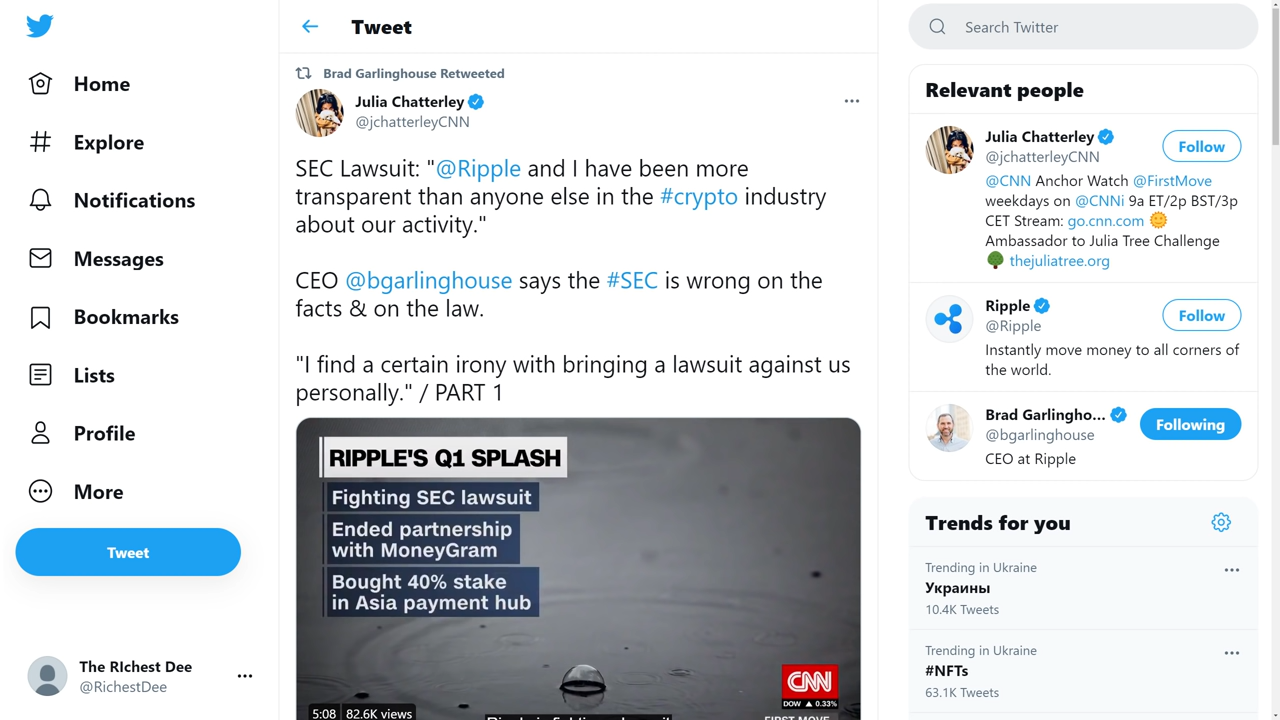 Home
Explore
Notifications
Messages
Bookmarks
Lists
Profile
More
Tweet
The RIchest Dee
@RichestDee
Tweet
Brad Garlinghouse Retweeted
Julia Chatterley
@jchatterleyCNN
SEC Lawsuit: "@Ripple and I have been more
transparent than anyone else in the #crypto industry
about our activity."
CEO @bgarlinghouse says the #SEC is wrong on the
facts & on the law.
"I find a certain irony with bringing a lawsuit against us
personally." / PART 1
RIPPLE'S Q1 SPLASH
Fighting SEC lawsuit
Ended partnership
with MoneyGram
Bought 40% stake
in Asia payment hub
CNN
DOW ▲ 0.33%
FIRST MOVE
5:08 82.6K views
Search Twitter
Relevant people
Julia Chatterley
@jchatterleyCNN
Follow
@CNN Anchor Watch @FirstMove
weekdays on @CNNi 9a ET/2p BST/3p
CET Stream: go.cnn.com
Ambassador to Julia Tree Challenge
thejuliatree.org
Ripple
@Ripple
Follow
Instantly move money to all corners of
the world.
Brad Garlingho...
@bgarlinghouse
Following
CEO at Ripple
Trends for you
Trending in Ukraine
Украины
10.4K Tweets
Trending in Ukraine
#NFTs
63.1K Tweets